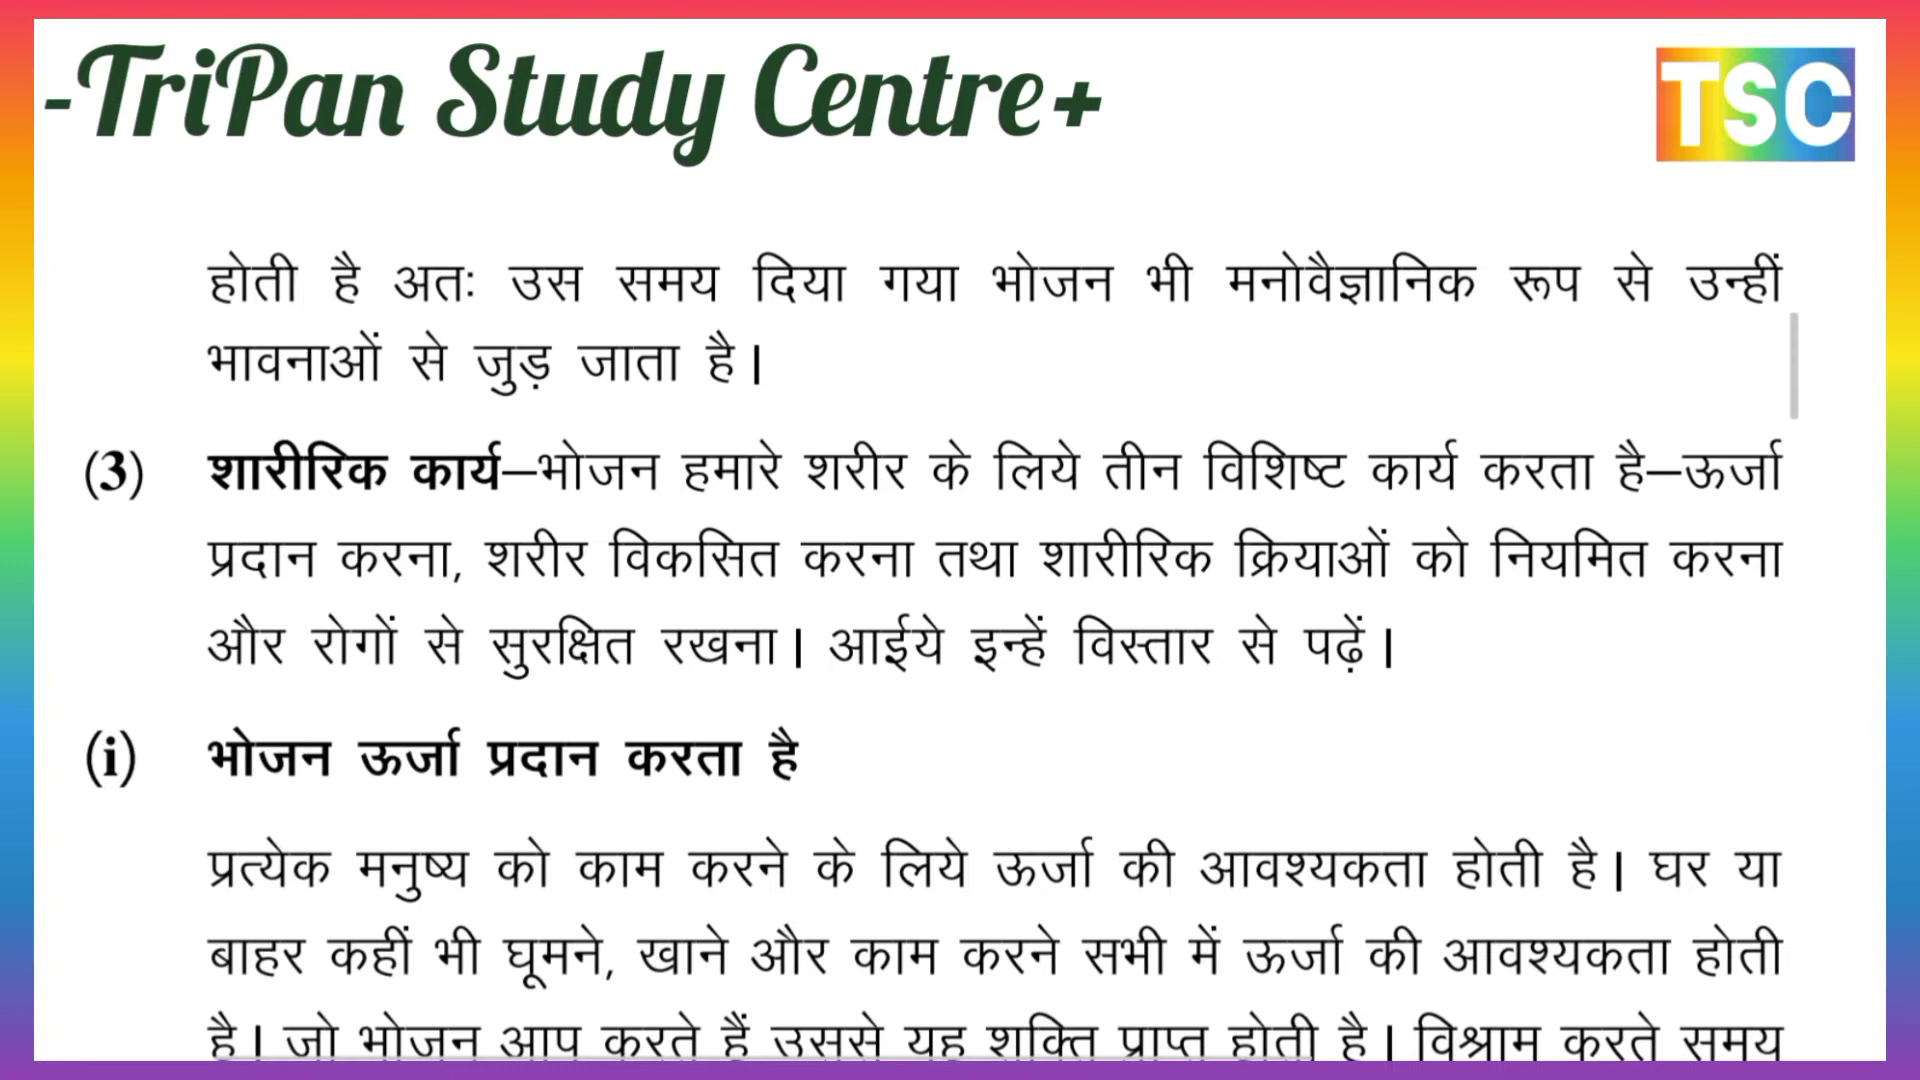 -TriPan Study Centre+
TSC
होती है अतः उस समय दिया गया भोजन भी मनोवैज्ञानिक रूप से उन्हीं
भावनाओं से जुड़ जाता है।
(3) शारीरिक कार्य—भोजन हमारे शरीर के लिये तीन विशिष्ट कार्य करता है—ऊर्जा
प्रदान करना, शरीर विकसित करना तथा शारीरिक क्रियाओं को नियमित करना
और रोगों से सुरक्षित रखना। आईये इन्हें विस्तार से पढ़ें।
(i) भोजन ऊर्जा प्रदान करता है
प्रत्येक मनुष्य को काम करने के लिये ऊर्जा की आवश्यकता होती है। घर या
बाहर कहीं भी घूमने, खाने और काम करने सभी में ऊर्जा की आवश्यकता होती
है। जो भोजन आप करते हैं उससे यह शक्ति प्राप्त होती है। विश्राम करते समय